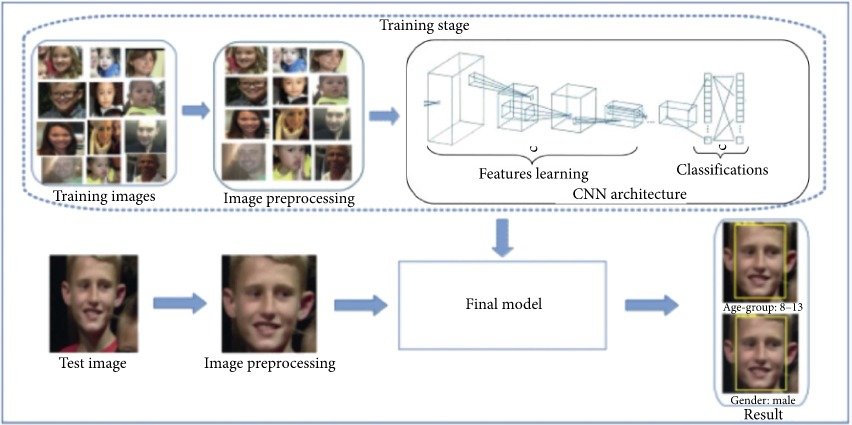 Training stage
Training images
Image preprocessing
Features learning
Classifications
CNN architecture
Test image
Image preprocessing
Final model
Age-group: 8–13
Gender: male
Result